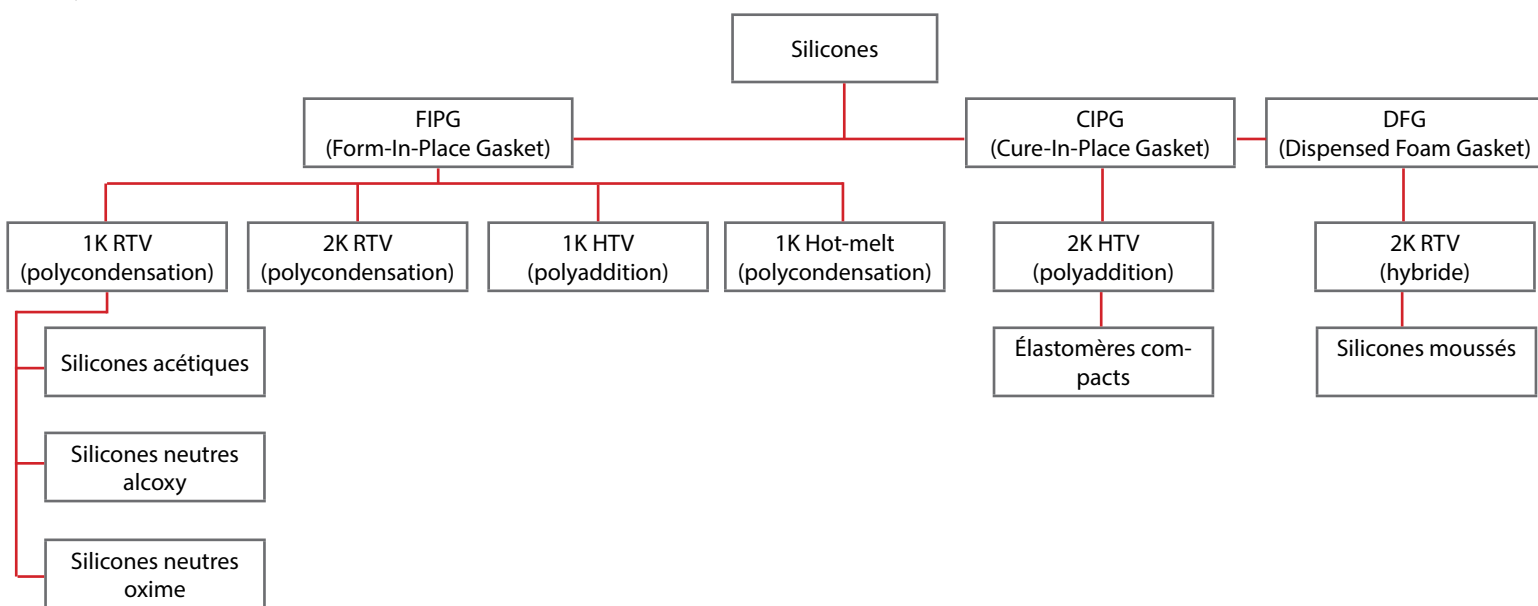 Silicones
FIPG
(Form-In-Place Gasket)
CIPG
(Cure-In-Place Gasket)
DFG
(Dispensed Foam Gasket)
1K RTV
(polycondensation)
2K RTV
(polycondensation)
1K HTV
(polyaddition)
1K Hot-melt
(polycondensation)
2K HTV
(polyaddition)
2K RTV
(hybride)
Silicones acétiques
Élastomères com-
pacts
Silicones moussés
Silicones neutres
alcoxy
Silicones neutres
oxime